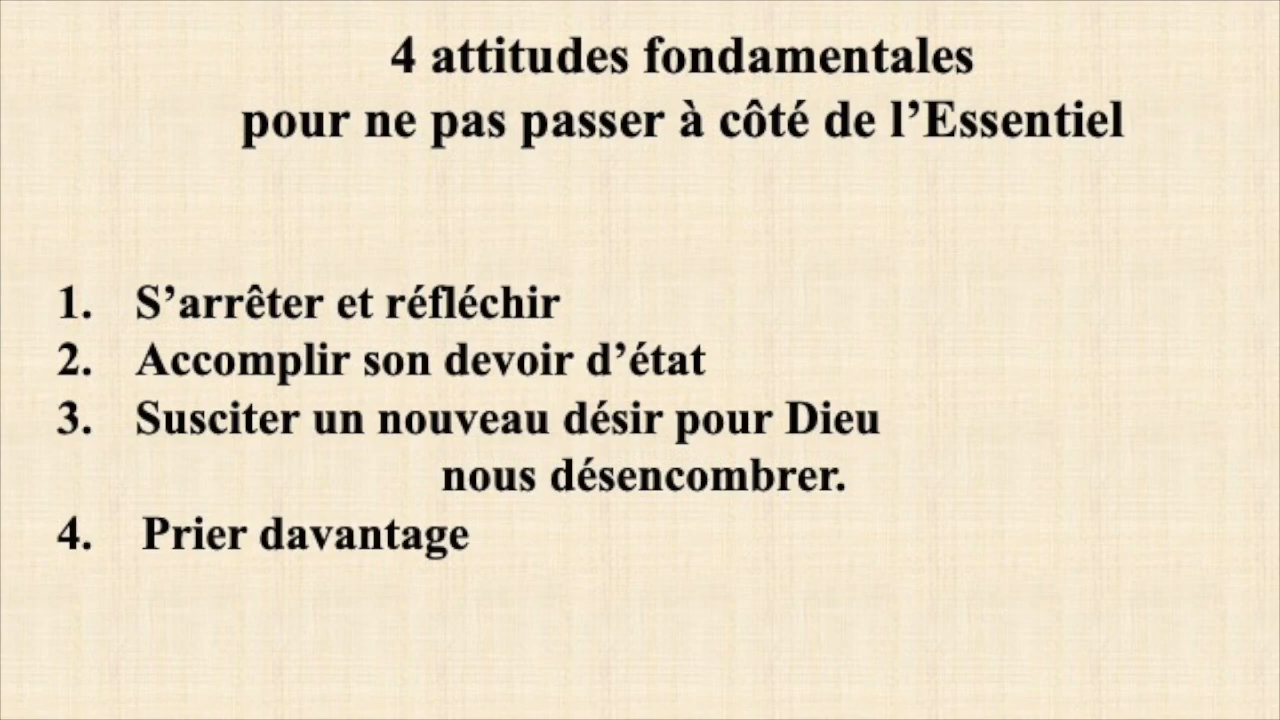 4 attitudes fondamentales
pour ne pas passer à côté de l’Essentiel
1. S’arrêter et réfléchir
2. Accomplir son devoir d’état
3. Susciter un nouveau désir pour Dieu
nous désencombrer.
4. Prier davantage